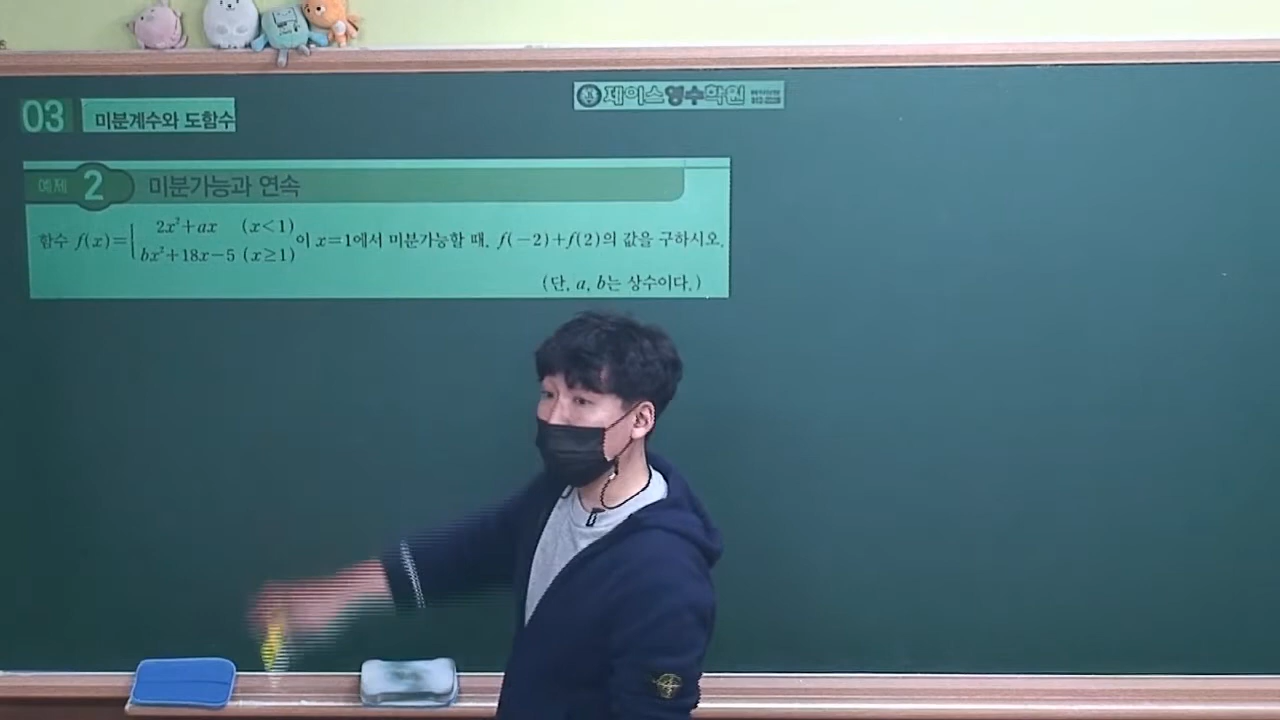 제이스영수학원
03 미분계수와 도함수
예제 2 미분가능과 연속
함수 f(x)={ 2x²+ax (x<1)
bx²+18x−5 (x≥1) 이 x=1에서 미분가능할 때, f(−2)+f(2)의 값을 구하시오.
(단, a, b는 상수이다.)